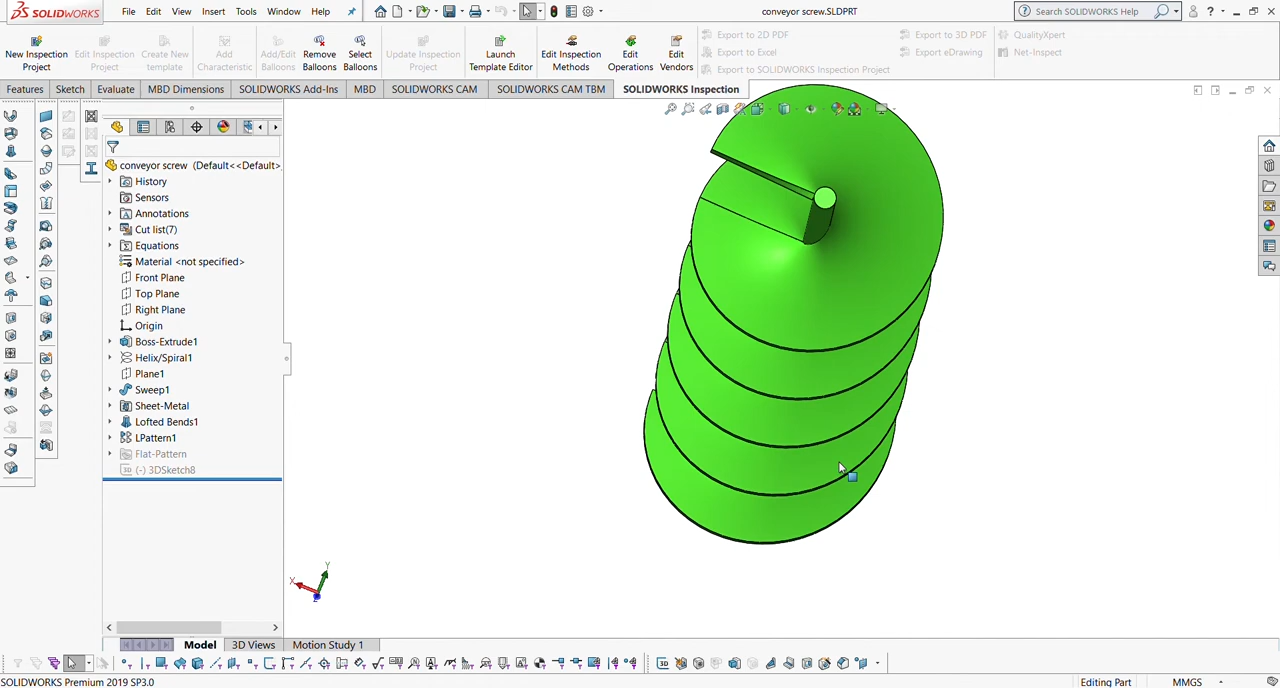 SOLIDWORKS File Edit View Insert Tools Window Help conveyor screw.SLDPRT Search SOLIDWORKS Help
New Inspection Project
Edit Inspection Project
Create New template
Add Characteristic
Add/Edit Balloons
Remove Balloons
Select Balloons
Update Inspection Project
Launch Template Editor
Edit Inspection Methods
Edit Operations
Edit Vendors
Export to 2D PDF
Export to Excel
Export to SOLIDWORKS Inspection Project
Export to 3D PDF
Export eDrawing
QualityXpert
Net-Inspect
Features Sketch Evaluate MBD Dimensions SOLIDWORKS Add-Ins MBD SOLIDWORKS CAM SOLIDWORKS CAM TBM SOLIDWORKS Inspection
conveyor screw (Default<<Default>
History
Sensors
Annotations
Cut list(7)
Equations
Material <not specified>
Front Plane
Top Plane
Right Plane
Origin
Boss-Extrude1
Helix/Spiral1
Plane1
Sweep1
Sheet-Metal
Lofted Bends1
LPattern1
Flat-Pattern
(-) 3DSketch8
X Y Z
Model 3D Views Motion Study 1
SOLIDWORKS Premium 2019 SP3.0 Editing Part MMGS